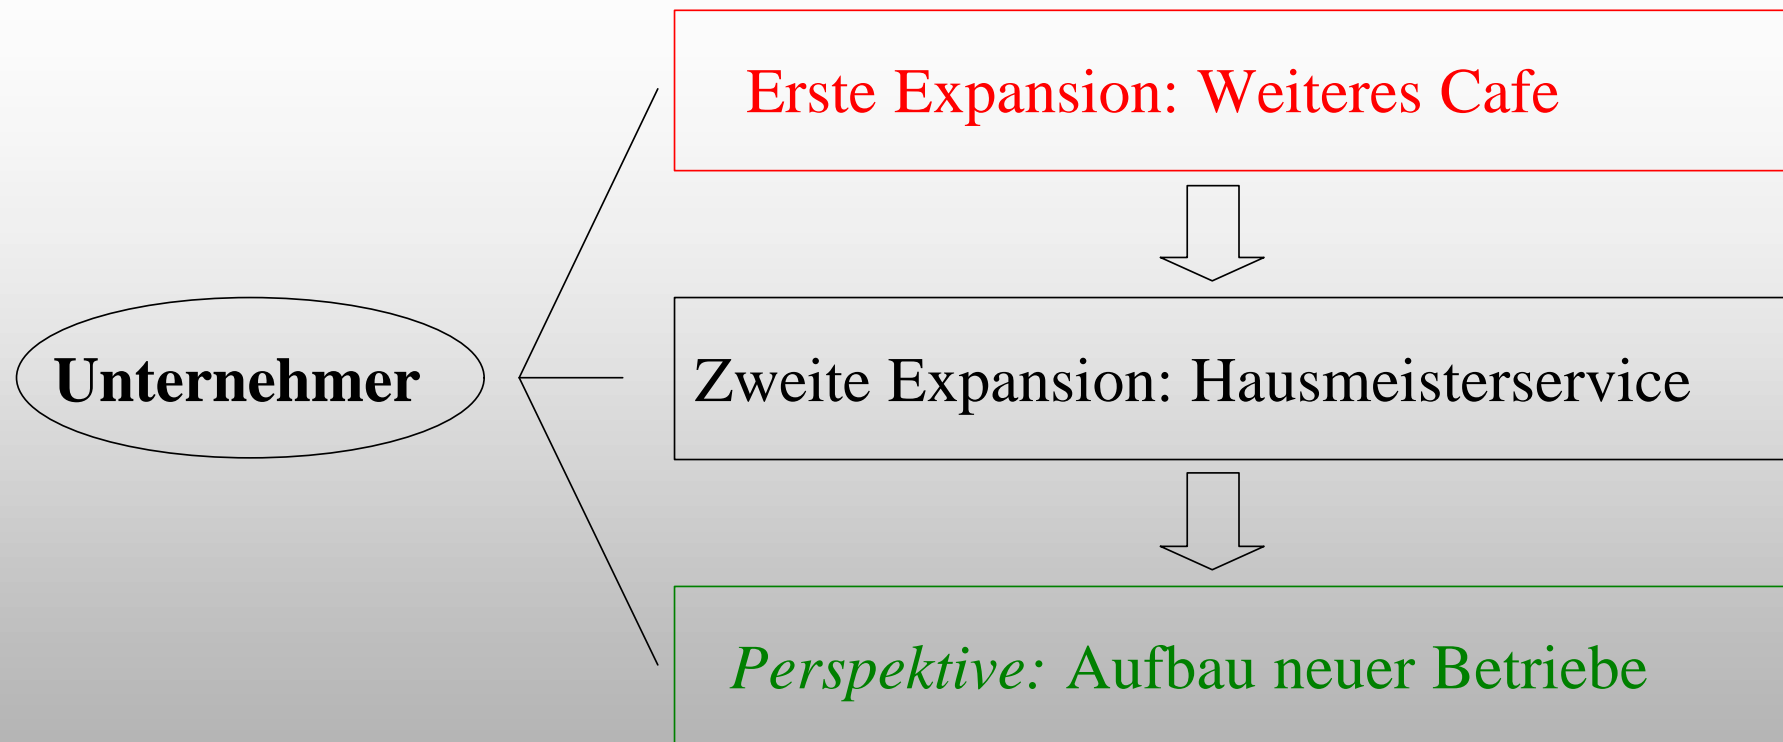 Erste Expansion: Weiteres Cafe
Unternehmer
Zweite Expansion: Hausmeisterservice
Perspektive: Aufbau neuer Betriebe